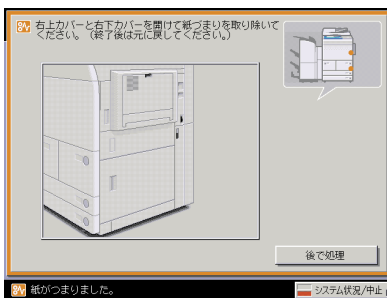 右上カバーと右下カバーを開けて紙づまりを取り除いて
ください。（終了後は元に戻してください。）
後で処理
紙がつまりました。
システム状況/中止